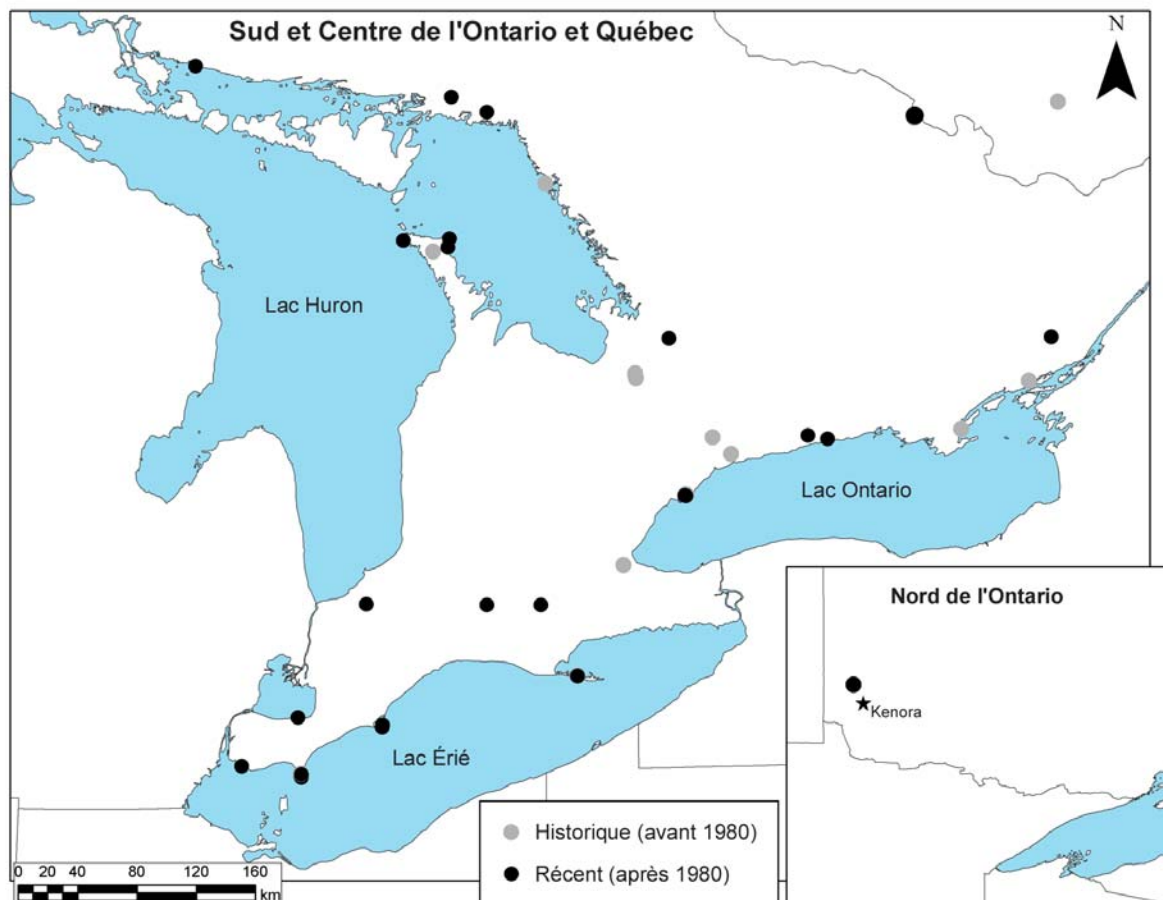 Sud et Centre de l'Ontario et Québec
N
Lac Huron
Lac Ontario
Nord de l'Ontario
Kenora
Lac Érié
Historique (avant 1980)
Récent (après 1980)
0 20 40 80 120 160
km